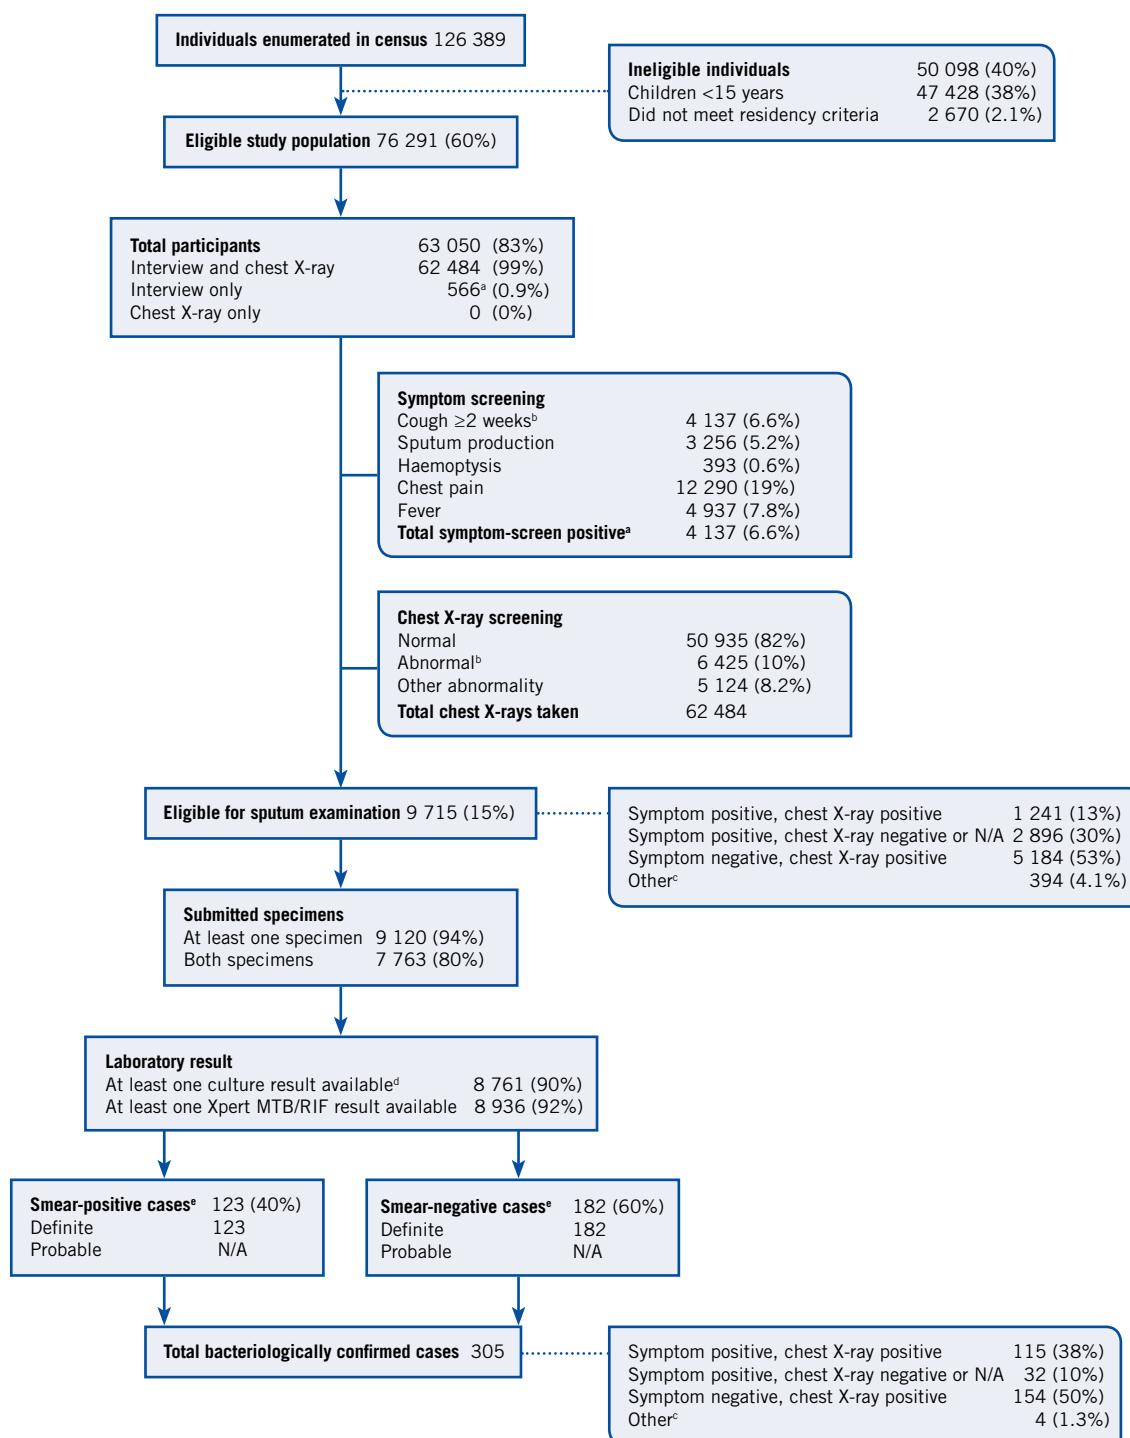 Individuals enumerated in census 126 389
Ineligible individuals 50 098 (40%)
Children <15 years 47 428 (38%)
Did not meet residency criteria 2 670 (2.1%)
Eligible study population 76 291 (60%)
Total participants 63 050 (83%)
Interview and chest X-ray 62 484 (99%)
Interview only 566ᵃ (0.9%)
Chest X-ray only 0 (0%)
Symptom screening
Cough ≥2 weeksᵇ 4 137 (6.6%)
Sputum production 3 256 (5.2%)
Haemoptysis 393 (0.6%)
Chest pain 12 290 (19%)
Fever 4 937 (7.8%)
Total symptom-screen positiveᵃ 4 137 (6.6%)
Chest X-ray screening
Normal 50 935 (82%)
Abnormalᵇ 6 425 (10%)
Other abnormality 5 124 (8.2%)
Total chest X-rays taken 62 484
Eligible for sputum examination 9 715 (15%)
Symptom positive, chest X-ray positive 1 241 (13%)
Symptom positive, chest X-ray negative or N/A 2 896 (30%)
Symptom negative, chest X-ray positive 5 184 (53%)
Otherᶜ 394 (4.1%)
Submitted specimens
At least one specimen 9 120 (94%)
Both specimens 7 763 (80%)
Laboratory result
At least one culture result availableᵈ 8 761 (90%)
At least one Xpert MTB/RIF result available 8 936 (92%)
Smear-positive casesᵉ 123 (40%)
Definite 123
Probable N/A
Smear-negative casesᵉ 182 (60%)
Definite 182
Probable N/A
Total bacteriologically confirmed cases 305
Symptom positive, chest X-ray positive 115 (38%)
Symptom positive, chest X-ray negative or N/A 32 (10%)
Symptom negative, chest X-ray positive 154 (50%)
Otherᶜ 4 (1.3%)